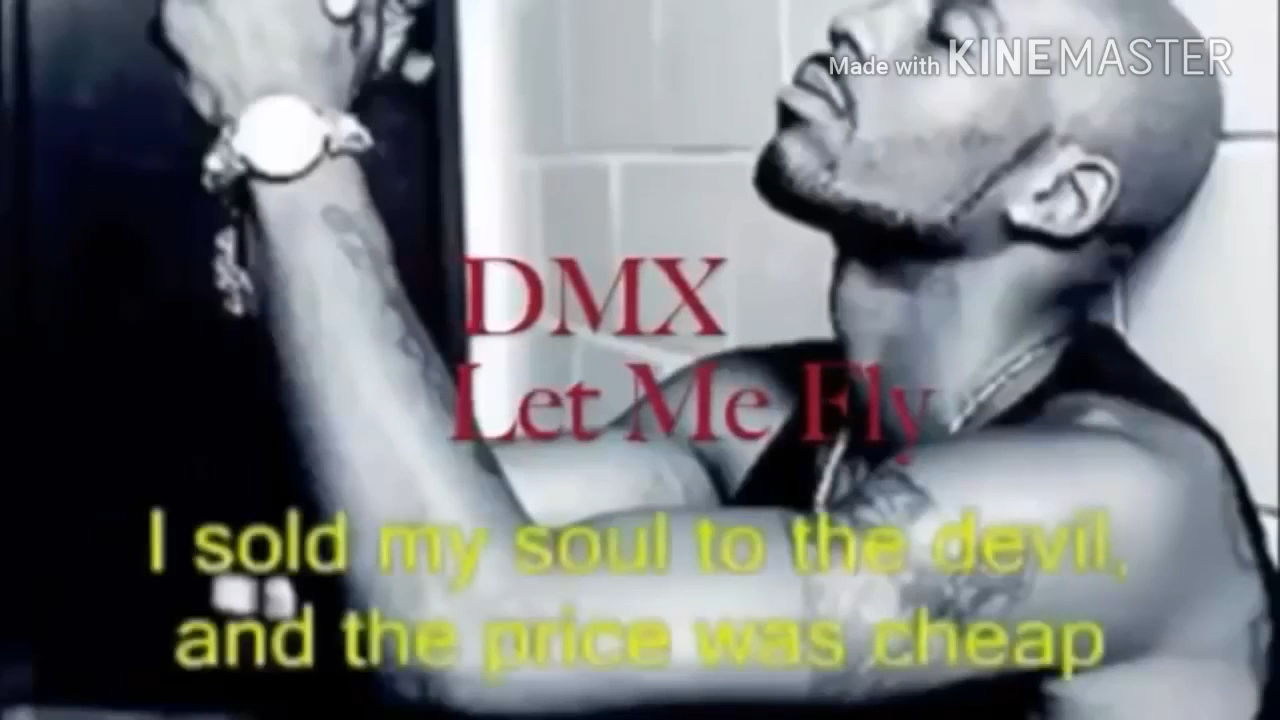 Made with KINEMASTER
DMX
Let Me Fly
I sold my soul to the devil,
and the price was cheap